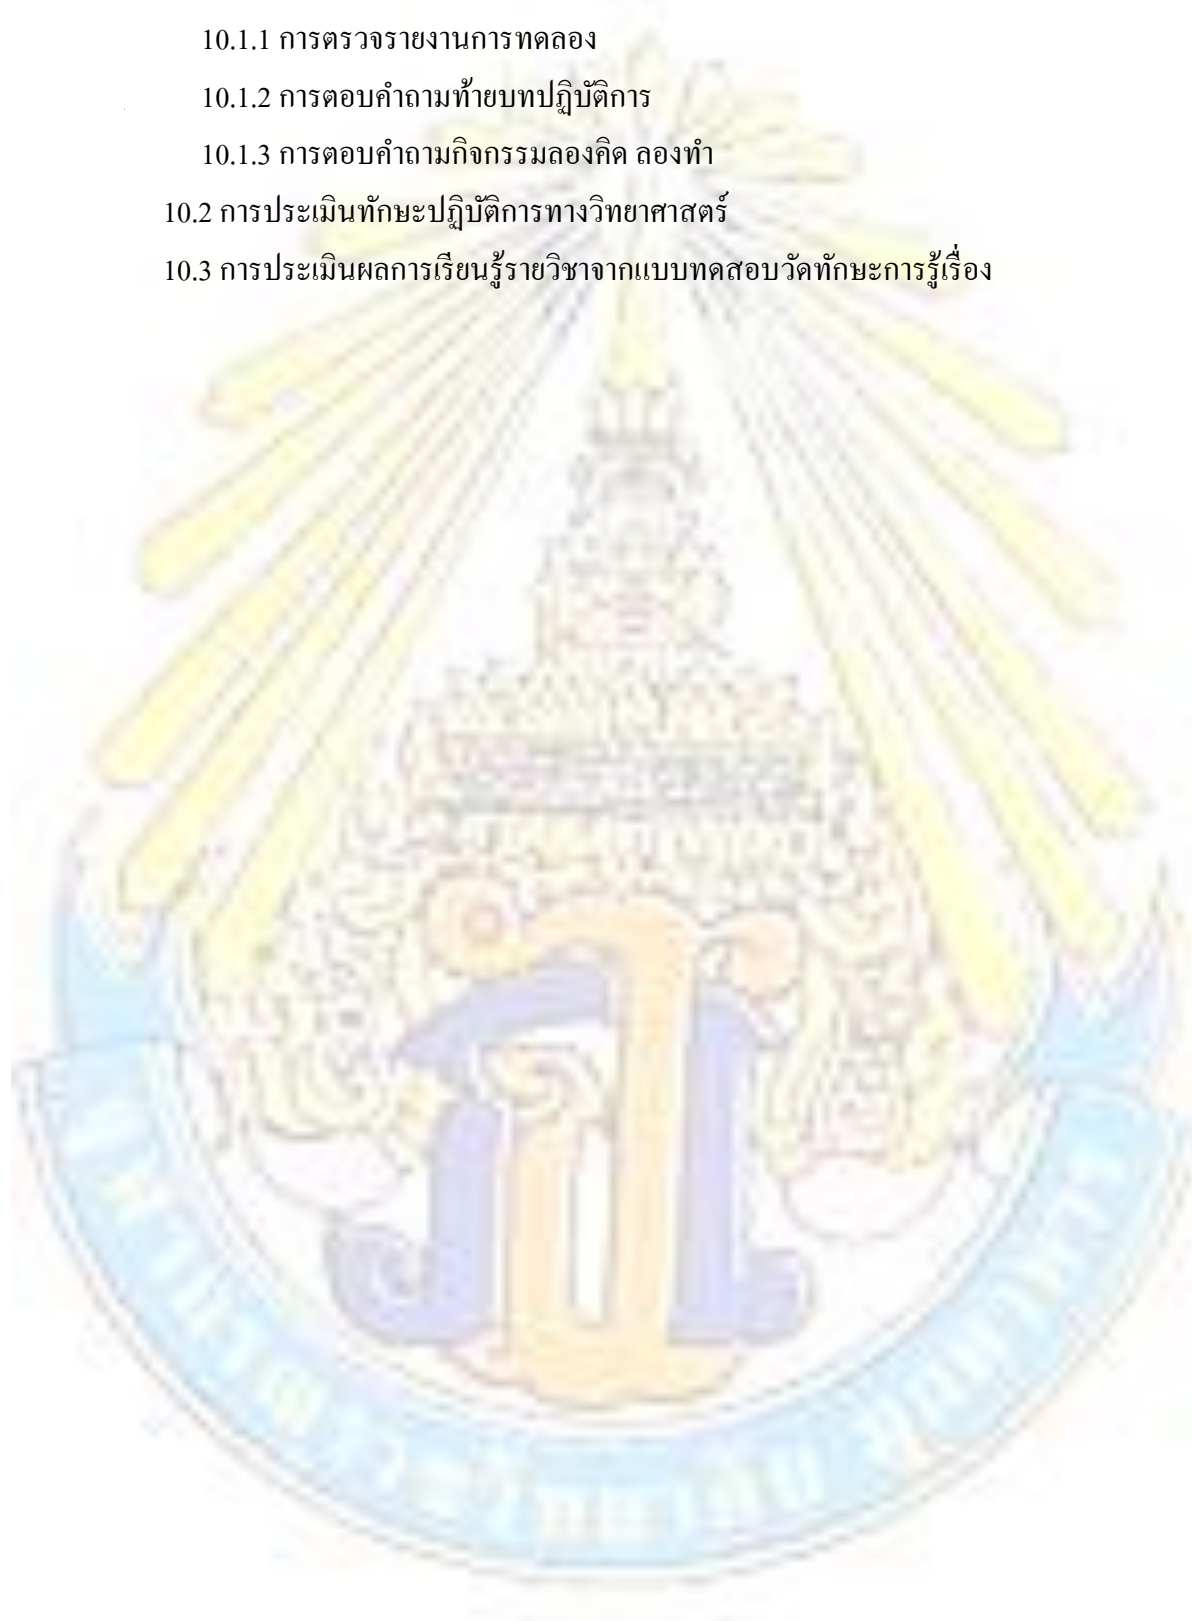 10.1.1 การตรวจรายงานการทดลอง
10.1.2 การตอบคำถามท้ายบทปฏิบัติการ
10.1.3 การตอบคำถามกิจกรรมลองคิด ลองทำ
10.2 การประเมินทักษะปฏิบัติการทางวิทยาศาสตร์
10.3 การประเมินผลการเรียนรู้รายวิชาจากแบบทดสอบวัดทักษะการรู้เรื่อง